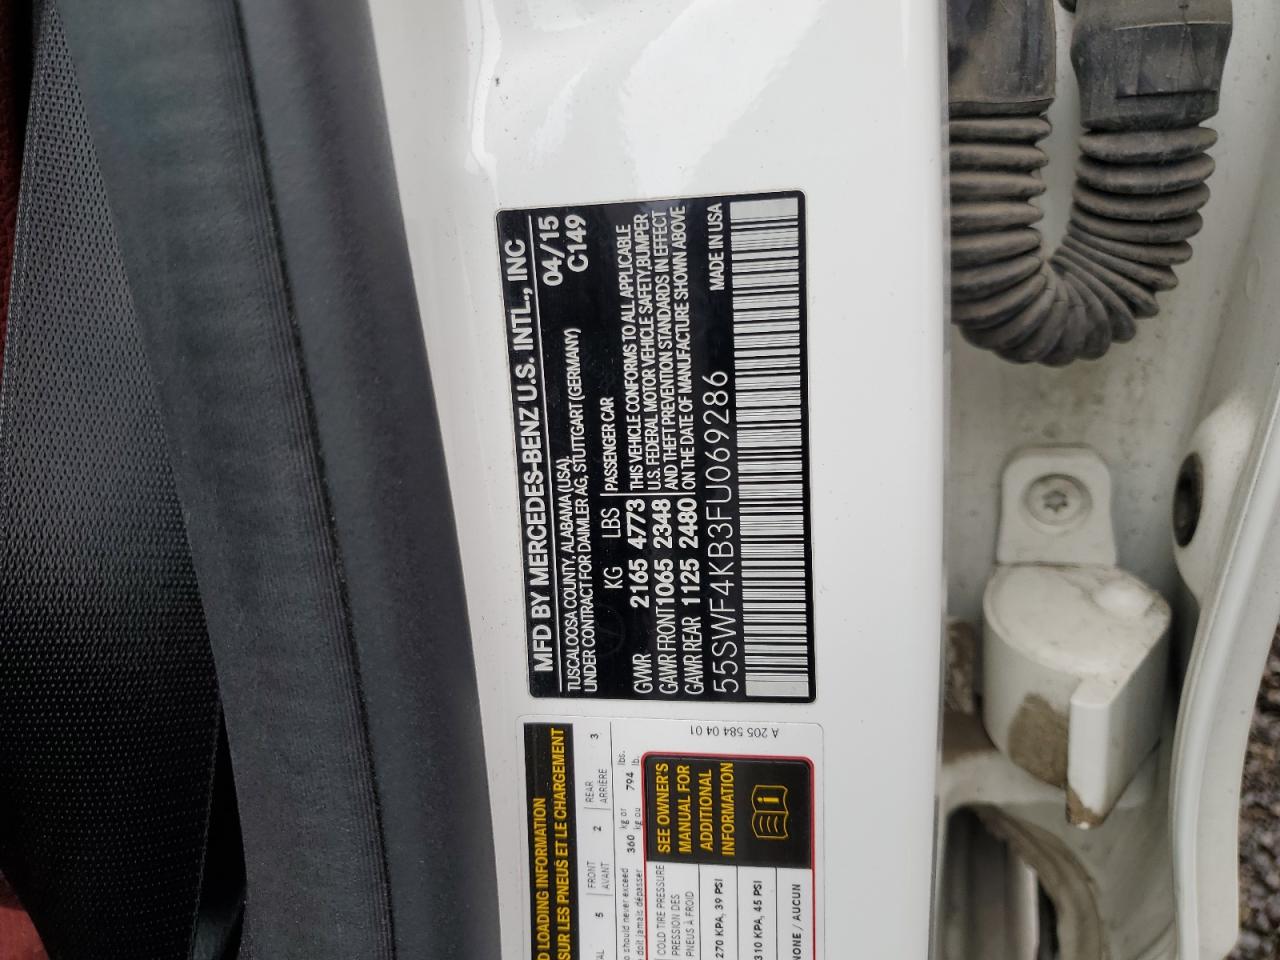 MFD BY MERCEDES-BENZ U.S. INTL., INC
TUSCALOOSA COUNTY, ALABAMA (USA). 04/15
UNDER CONTRACT FOR DAIMLER AG, STUTTGART (GERMANY) C149
KG LBS PASSENGER CAR
GVWR 2165 4773 THIS VEHICLE CONFORMS TO ALL APPLICABLE
GAWR FRONT 1065 2348 U.S. FEDERAL MOTOR VEHICLE SAFETY,BUMPER
AND THEFT PREVENTION STANDARDS IN EFFECT
GAWR REAR 1125 2480 ON THE DATE OF MANUFACTURE SHOWN ABOVE
55SWF4KB3FU069286 MADE IN USA
LOADING INFORMATION
SUR LES PNEUS ET LE CHARGEMENT
5 FRONT 2 REAR 3
AVANT ARRIÈRE
should never exceed 360 kg or 794 lbs.
doit jamais dépasser kg ou lb.
COLD TIRE PRESSURE
PRESSION DES
PNEUS À FROID
270 KPA, 39 PSI
310 KPA, 45 PSI
NONE / AUCUN
SEE OWNER'S
MANUAL FOR
ADDITIONAL
INFORMATION
A 205 584 04 01